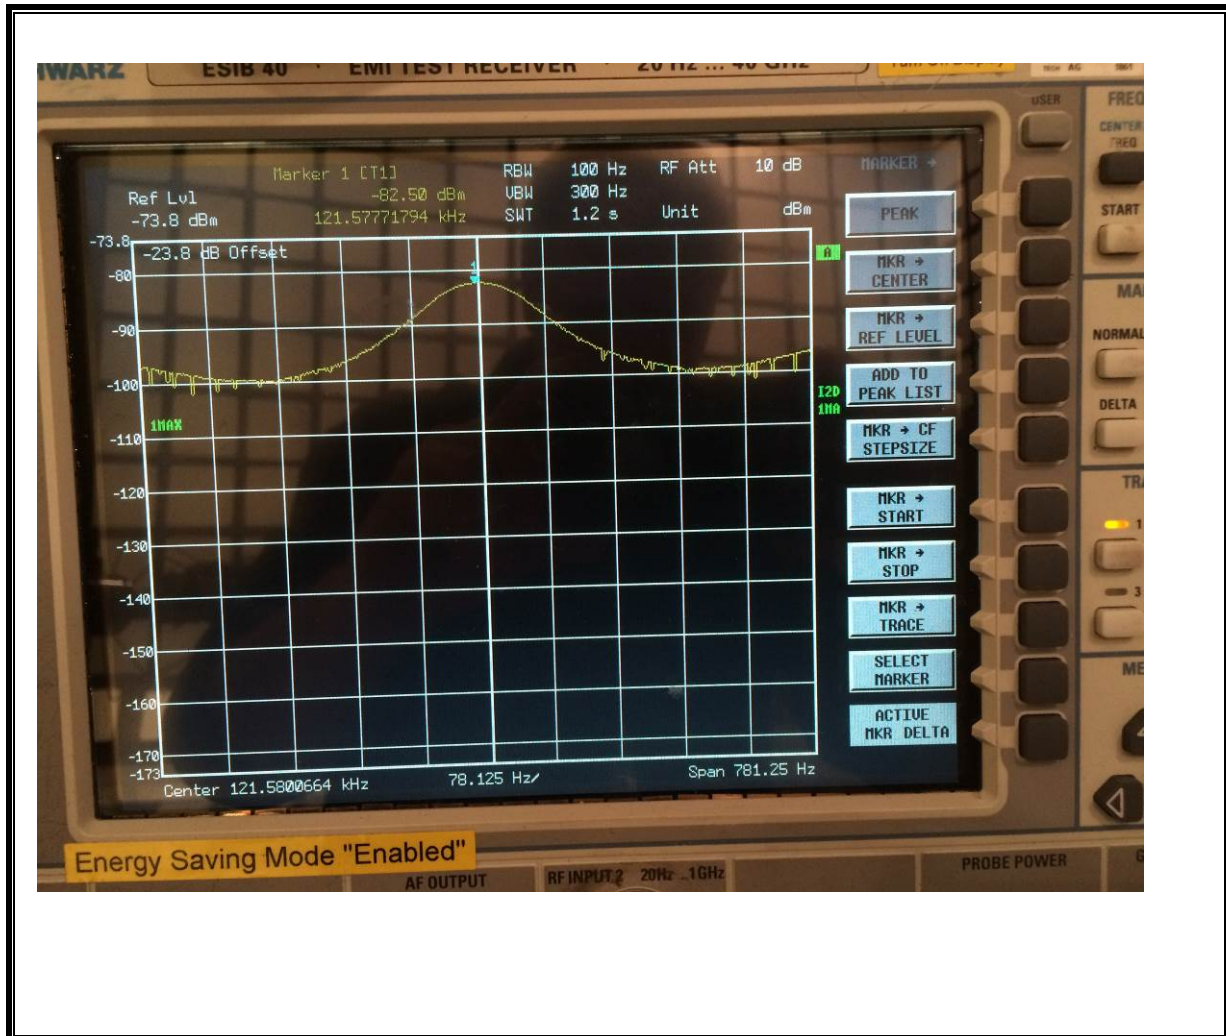 ESIB 40 · EMI TEST RECEIVER · 20 Hz ... 40 GHz
USER
FREQ
CENTER
FREQ
START
NORMAL
DELTA
Marker 1 [T1]
-82.50 dBm
121.57771794 kHz
Ref Lvl
-73.8 dBm
RBW 100 Hz RF Att 10 dB
VBW 300 Hz
SWT 1.2 s Unit dBm
-23.8 dB Offset
1
A
1MAX
1MA
-73.8
-80
-90
-100
-110
-120
-130
-140
-150
-160
-170
-173
Center 121.5800664 kHz 78.125 Hz/ Span 781.25 Hz
MARKER →
PEAK
MKR →
CENTER
MKR →
REF LEVEL
ADD TO
PEAK LIST
MKR → CF
STEPSIZE
MKR →
START
MKR →
STOP
MKR →
TRACE
SELECT
MARKER
ACTIVE
MKR DELTA
Energy Saving Mode "Enabled"
AF OUTPUT
RF INPUT 2 20Hz ..1GHz
PROBE POWER